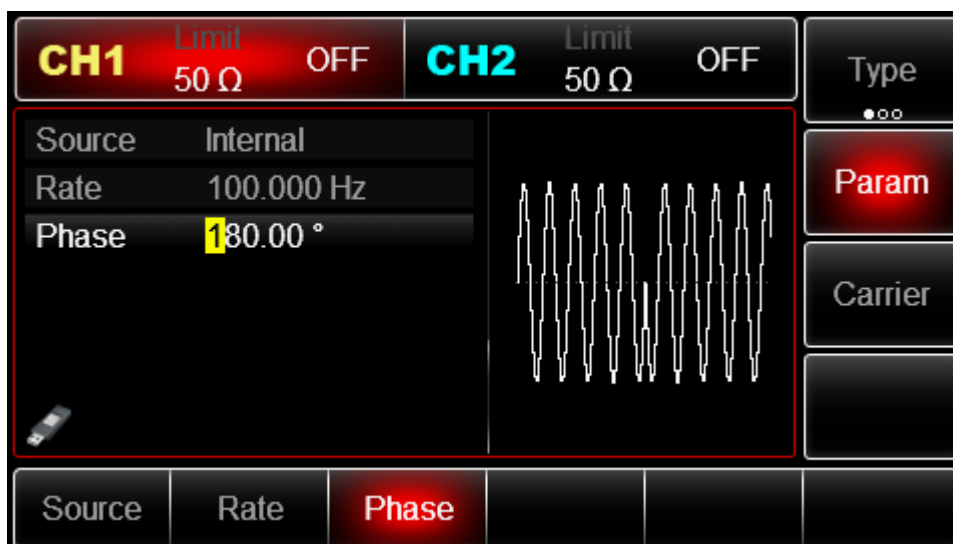 CH1 Limit 50 Ω OFF
CH2 Limit 50 Ω OFF
Type
Source Internal
Rate 100.000 Hz
Phase 180.00 °
Param
Carrier
Source Rate Phase